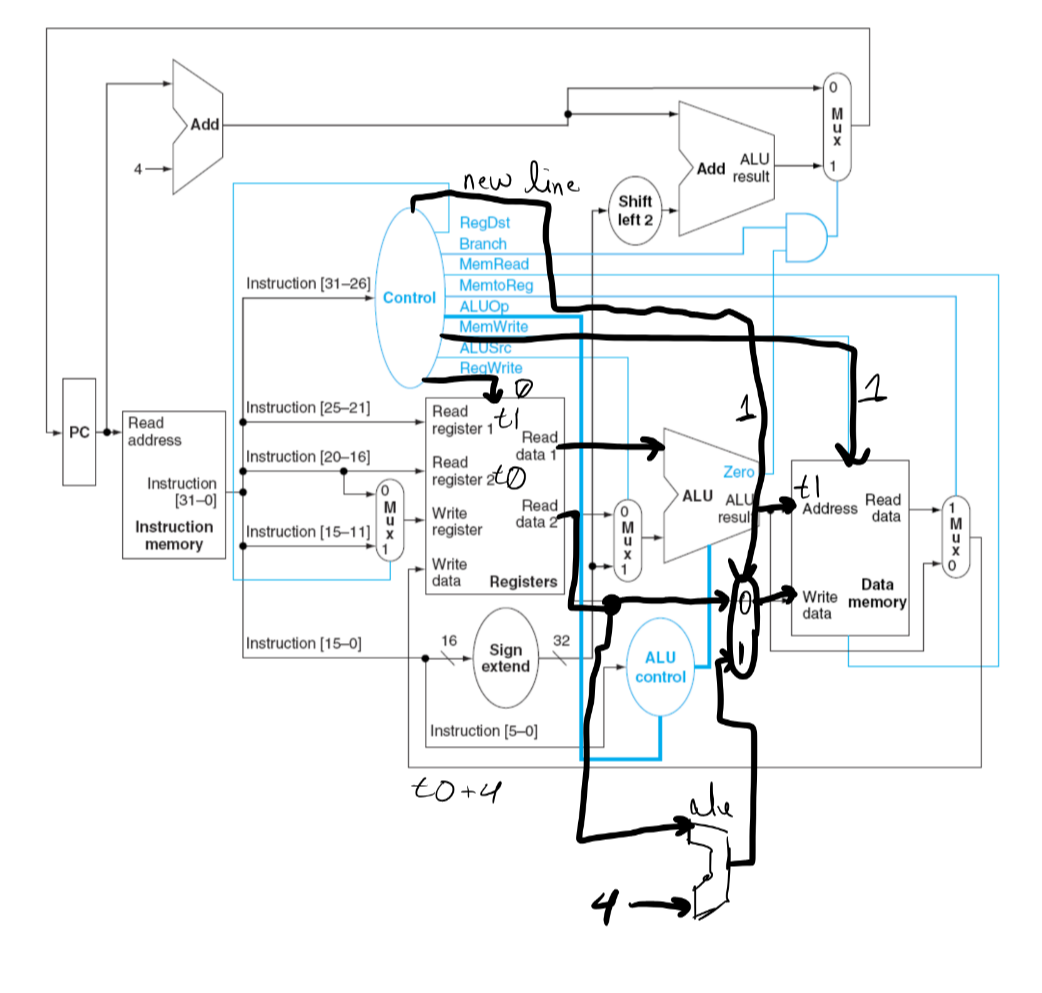 0
M
u
x
1
Add
4
Add
ALU
result
new line
Shift
left 2
RegDst
Branch
MemRead
MemtoReg
ALUOp
MemWrite
ALUSrc
RegWrite
Instruction [31–26]
Control
0
1
1
PC
Read
address
Instruction
[31–0]
Instruction
memory
Instruction [25–21]
Instruction [20–16]
Instruction [15–11]
0
M
u
x
1
Read
register 1
t1
Read
register 2
t0
Write
register
Write
data
Read
data 1
Read
data 2
Registers
0
M
u
x
1
Zero
ALU
ALU
result
t1
Address
Read
data
Write
data
Data
memory
1
M
u
x
0
0
1
Instruction [15–0]
16
Sign
extend
32
ALU
control
Instruction [5–0]
t0+4
4